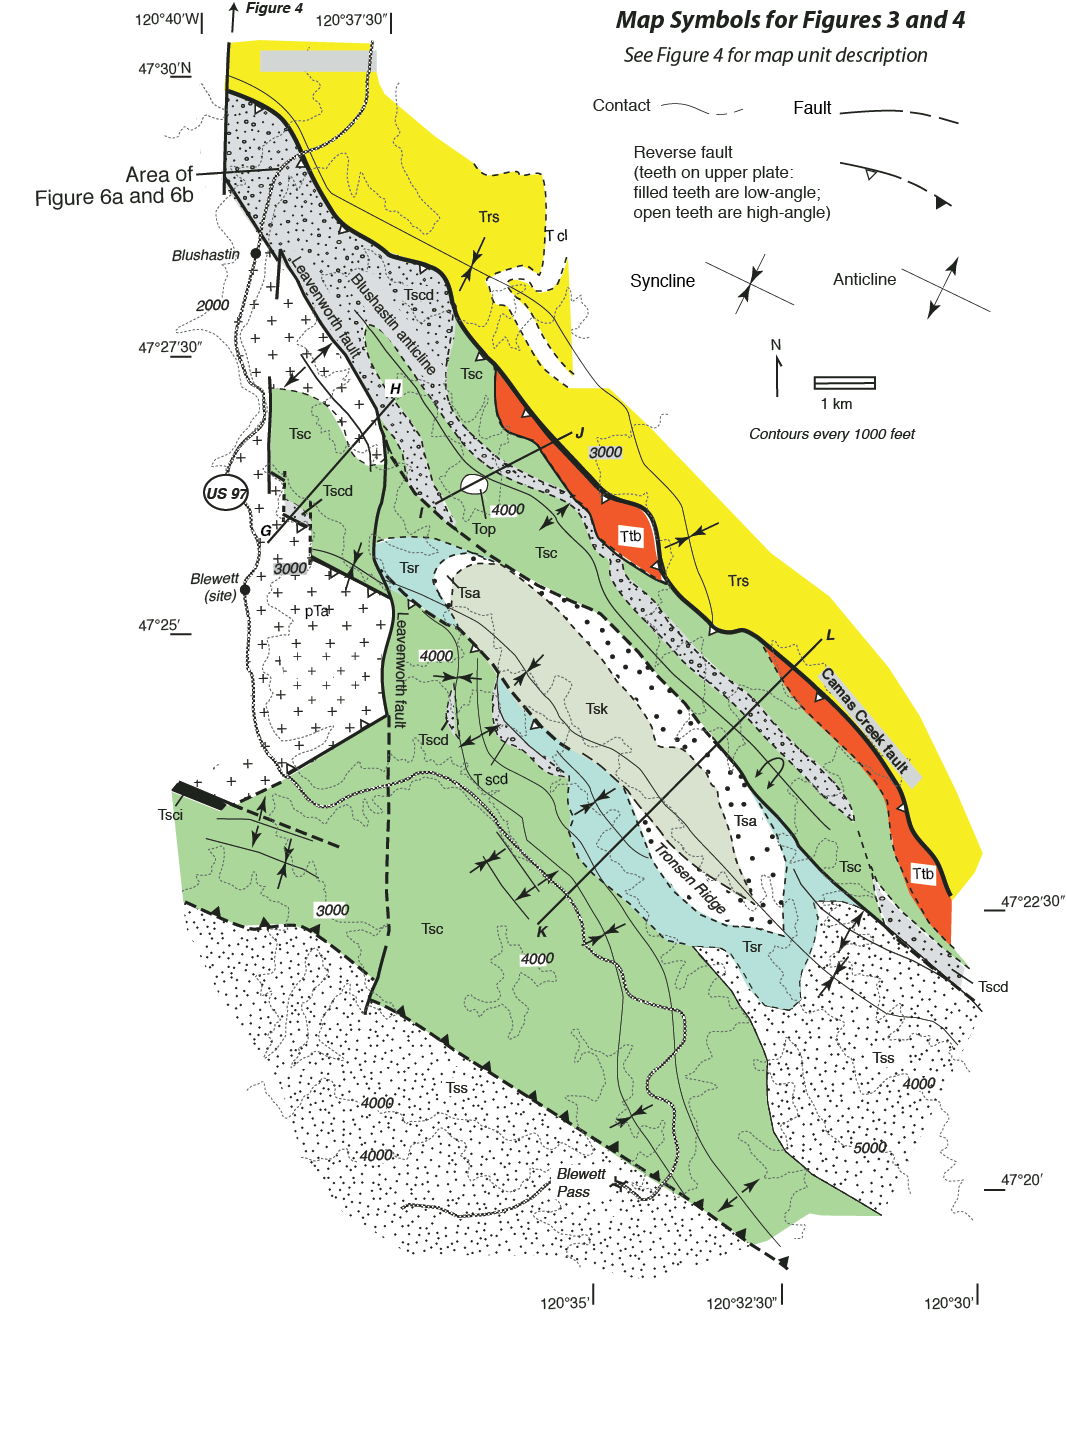 Figure 4
120°40′W
120°37′30″
Map Symbols for Figures 3 and 4
See Figure 4 for map unit description
47°30′N
Contact
Fault
Reverse fault
(teeth on upper plate:
filled teeth are low-angle;
open teeth are high-angle)
Area of
Figure 6a and 6b
Trs
T cl
Blushastin
Syncline
Anticline
Leavenworth fault
Blushastin anticline
Tscd
2000
47°27′30″
N
1 km
Contours every 1000 feet
Tsc
H
Tsc
J
3000
US 97
Tscd
I
4000
Top
G
Ttb
Tsc
3000
Tsr
Trs
Blewett
(site)
Tsa
pTa
47°25′
L
Leavenworth fault
4000
Camas Creek fault
Tsk
Tscd
T scd
Tsci
Tsa
Tronsen Ridge
Tsc
Ttb
47°22′30″
3000
Tsc
K
Tsr
4000
Tscd
Tss
Tss
4000
4000
5000
4000
Blewett
Pass
47°20′
120°35′
120°32′30″
120°30′